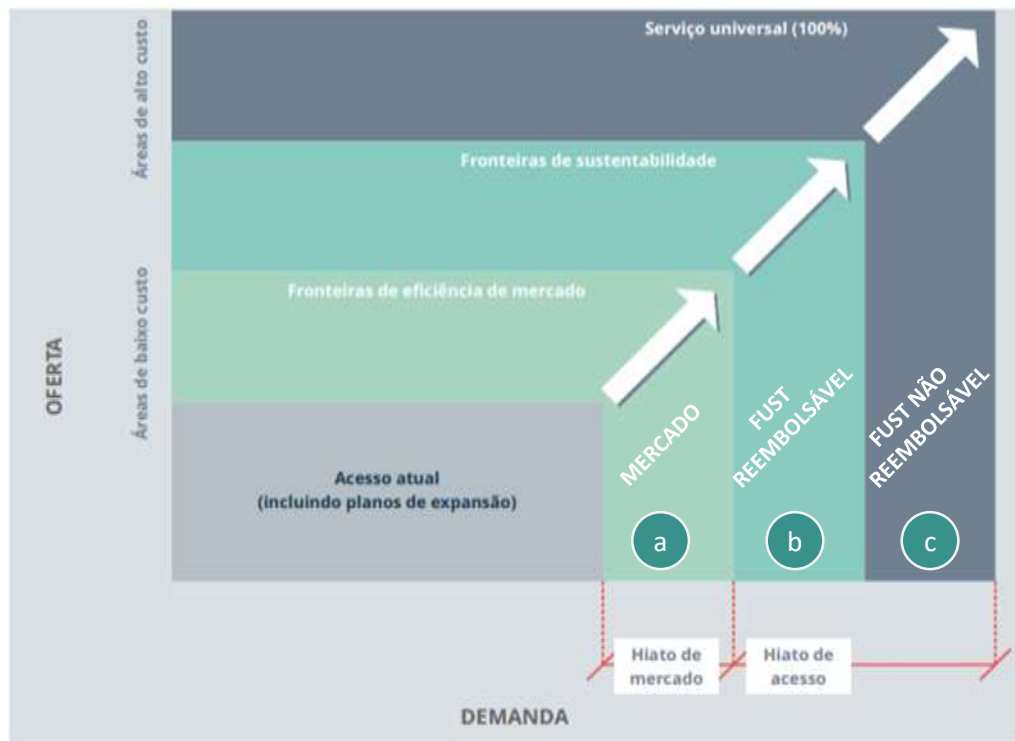 Serviço universal (100%)
Áreas de alto custo
Fronteiras de sustentabilidade
Fronteiras de eficiência de mercado
OFERTA
Áreas de baixo custo
Acesso atual
(incluindo planos de expansão)
MERCADO
FUST
REEMBOLSÁVEL
FUST NÃO
REEMBOLSÁVEL
a
b
c
Hiato de
mercado
Hiato de
acesso
DEMANDA